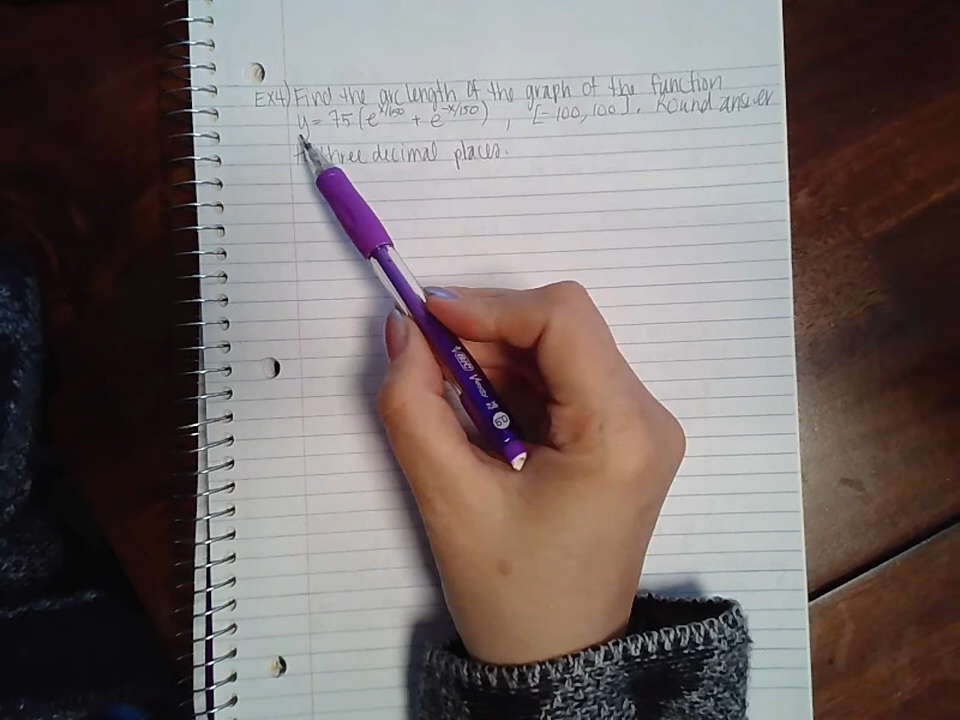 Ex4) Find the arc length of the graph of the function
y = 75(e^x/150 + e^-x/150), [-100, 100]. Round answer
three decimal places.
BIC